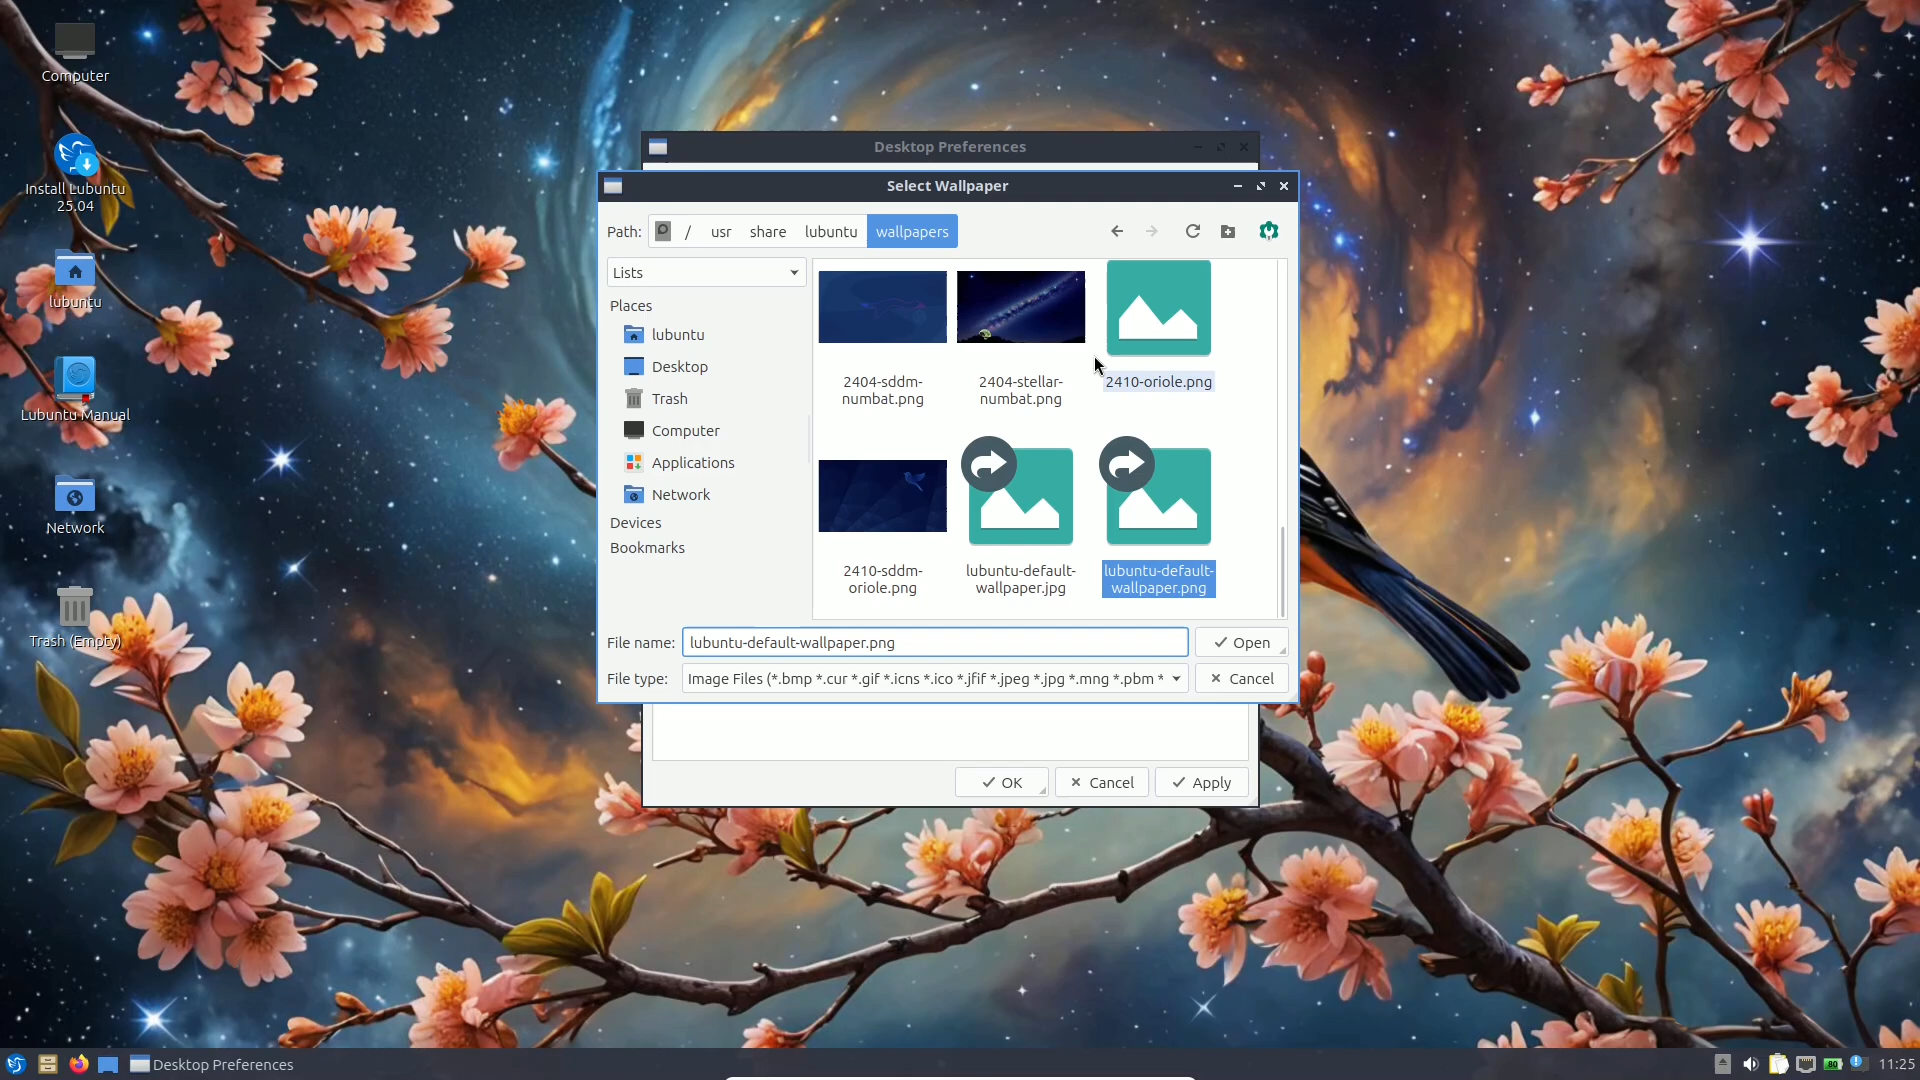 Computer
Install Lubuntu
25.04
lubuntu
Lubuntu Manual
Network
Trash (Empty)
Desktop Preferences
Select Wallpaper
Path:
/
usr
share
lubuntu
wallpapers
Lists
Places
lubuntu
Desktop
Trash
Computer
Applications
Network
Devices
Bookmarks
2404-sddm-
numbat.png
2404-stellar-
numbat.png
2410-oriole.png
2410-sddm-
oriole.png
lubuntu-default-
wallpaper.jpg
lubuntu-default-
wallpaper.png
File name:
lubuntu-default-wallpaper.png
Open
File type:
Image Files (*.bmp *.cur *.gif *.icns *.ico *.jfif *.jpeg *.jpg *.mng *.pbm *
Cancel
OK
Cancel
Apply
Desktop Preferences
80
11:25